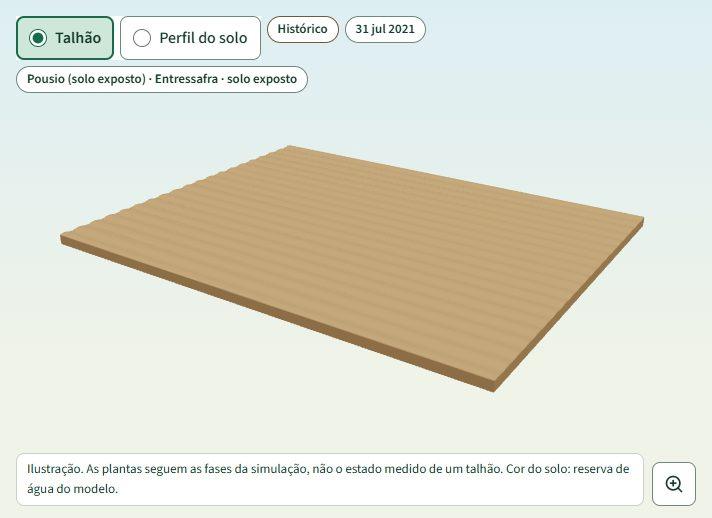 Talhão
Perfil do solo
Histórico
31 jul 2021
Pousio (solo exposto) · Entressafra · solo exposto
Ilustração. As plantas seguem as fases da simulação, não o estado medido de um talhão. Cor do solo: reserva de
água do modelo.